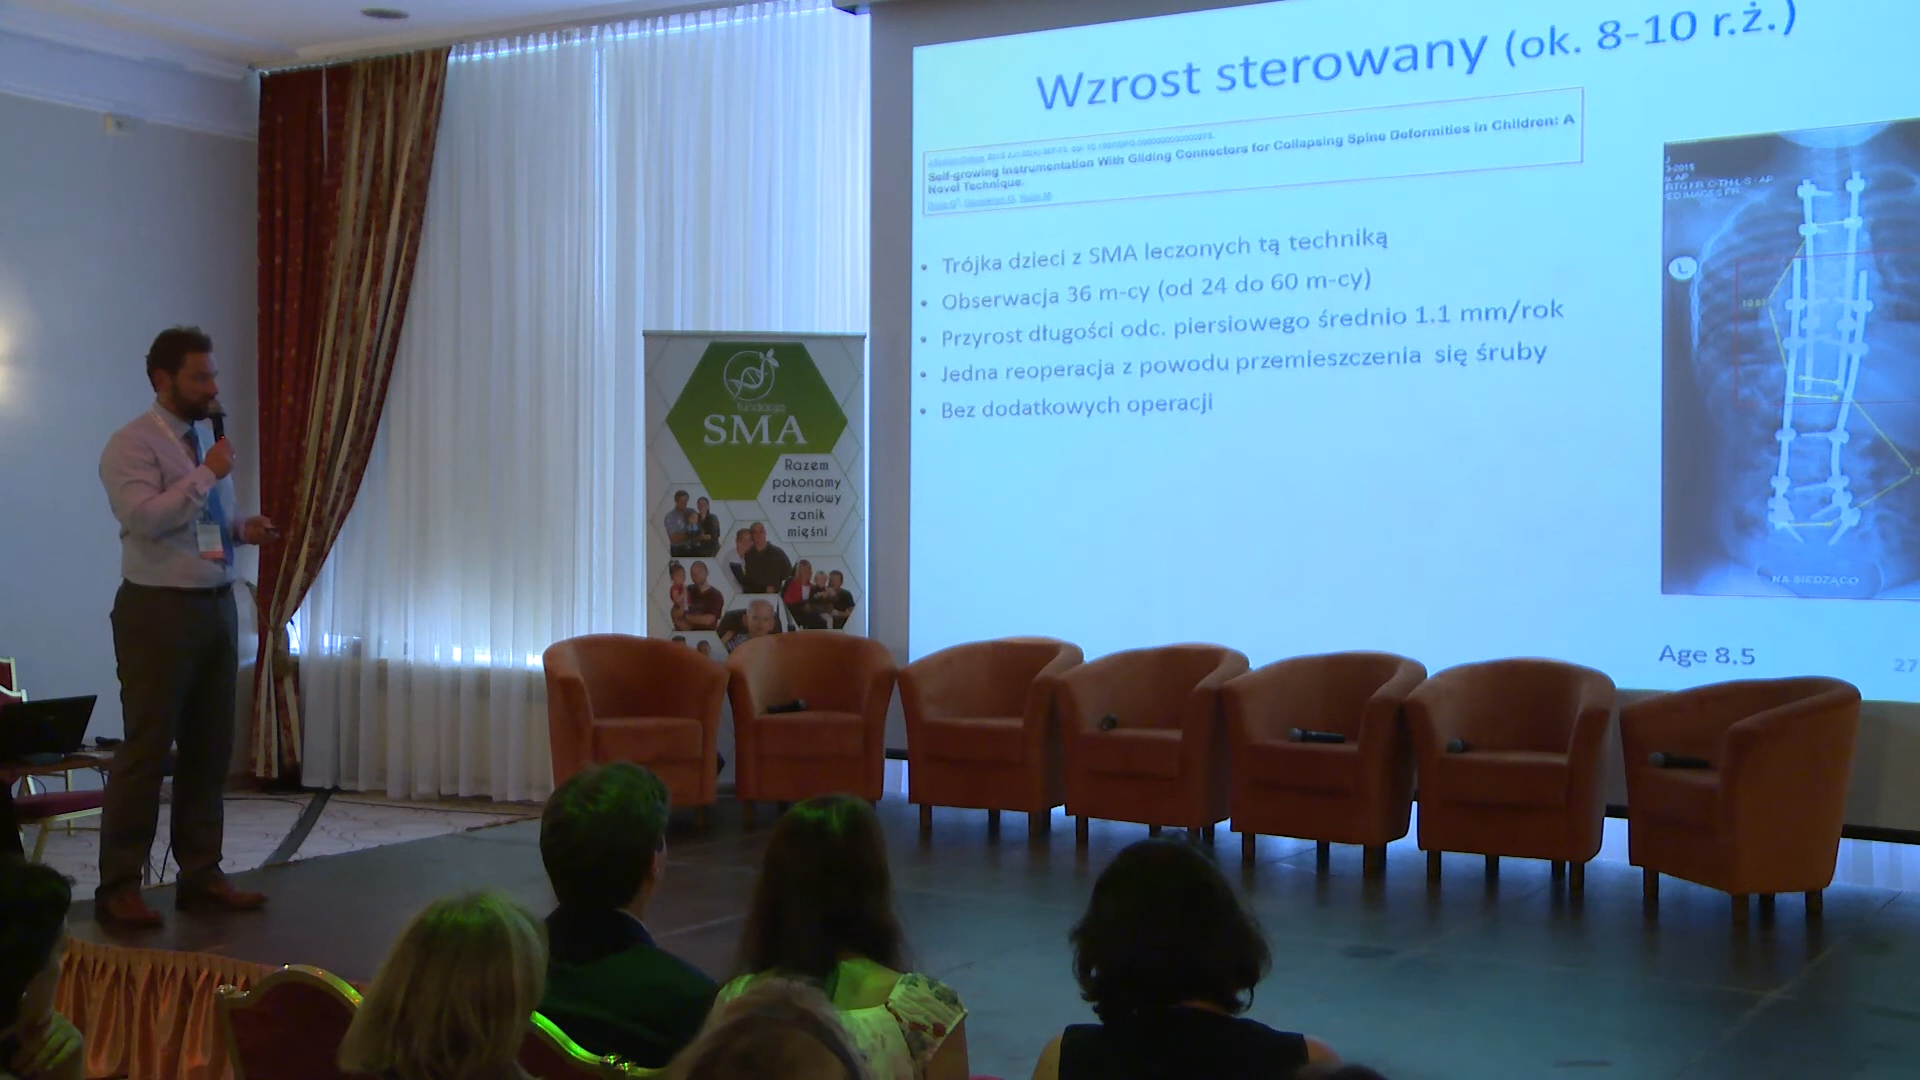 Wzrost sterowany (ok. 8-10 r.ż.)
Self-growing Instrumentation With Gliding Connectors for Collapsing Spine Deformities in Children: A
Novel Technique.
• Trójka dzieci z SMA leczonych tą techniką
• Obserwacja 36 m-cy (od 24 do 60 m-cy)
• Przyrost długości odc. piersiowego średnio 1.1 mm/rok
• Jedna reoperacja z powodu przemieszczenia się śruby
• Bez dodatkowych operacji
L
NA SIEDZĄCO
Age 8.5
27
fundacja
SMA
Razem
pokonamy
rdzeniowy
zanik
mięśni